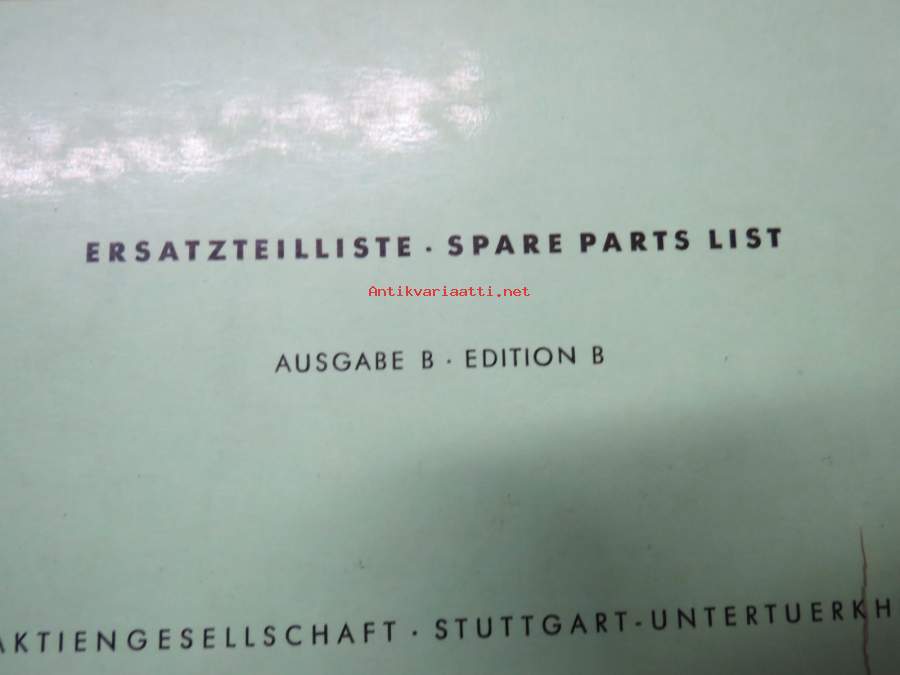 ERSATZTEILLISTE · SPARE PARTS LIST
Antikvariaatti.net
AUSGABE B · EDITION B
AKTIENGESELLSCHAFT · STUTTGART-UNTERTUERKH